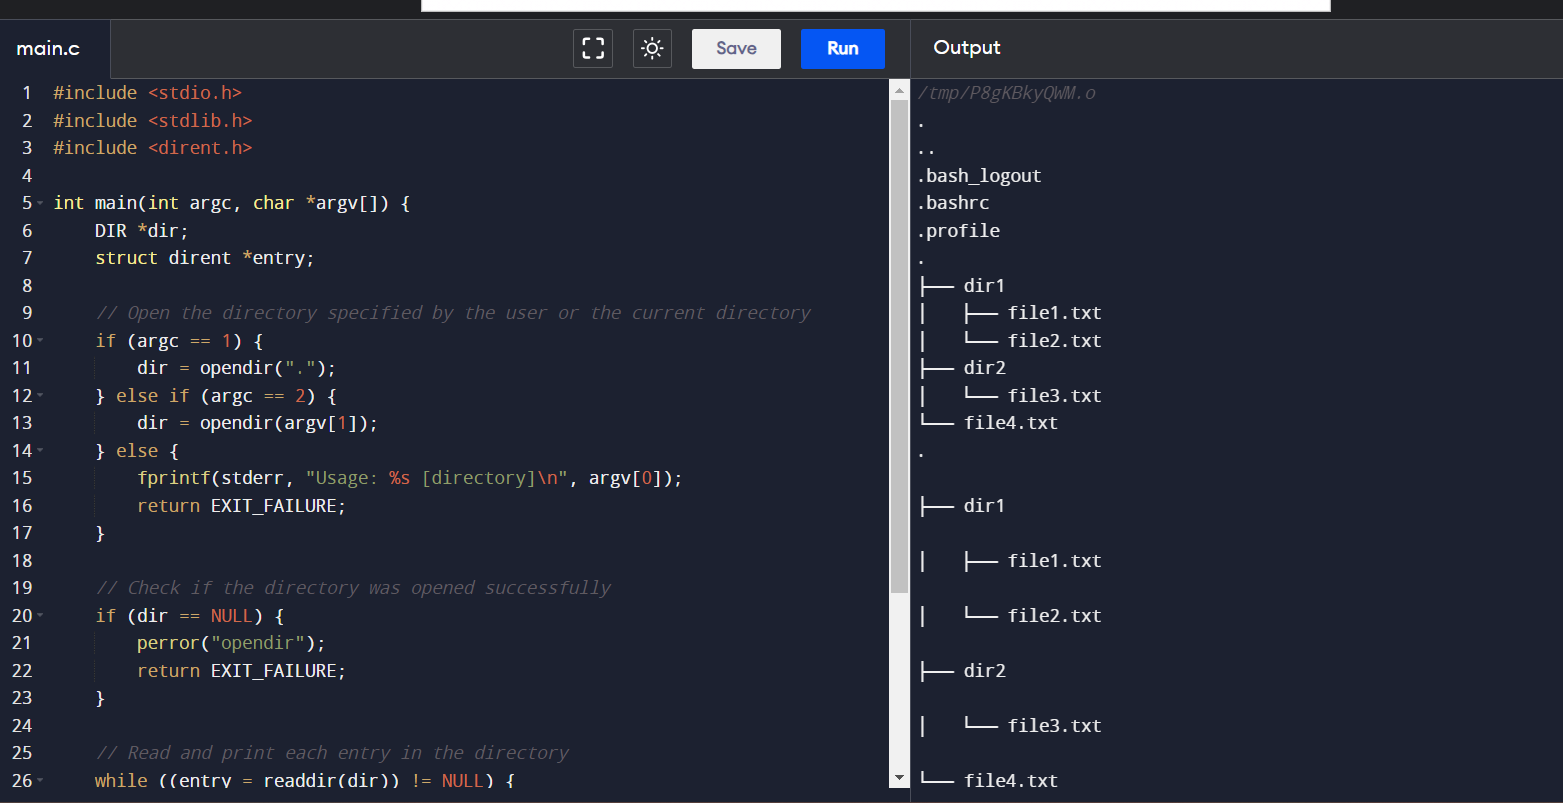 main.c
Save
Run
Output
1 #include <stdio.h>
2 #include <stdlib.h>
3 #include <dirent.h>
4
5 int main(int argc, char *argv[]) {
6     DIR *dir;
7     struct dirent *entry;
8
9     // Open the directory specified by the user or the current directory
10     if (argc == 1) {
11         dir = opendir(".");
12     } else if (argc == 2) {
13         dir = opendir(argv[1]);
14     } else {
15         fprintf(stderr, "Usage: %s [directory]\n", argv[0]);
16         return EXIT_FAILURE;
17     }
18
19     // Check if the directory was opened successfully
20     if (dir == NULL) {
21         perror("opendir");
22         return EXIT_FAILURE;
23     }
24
25     // Read and print each entry in the directory
26     while ((entry = readdir(dir)) != NULL) {
/tmp/P8gKBkyQWM.o
.
..
.bash_logout
.bashrc
.profile
.
├── dir1
│   ├── file1.txt
│   └── file2.txt
├── dir2
│   └── file3.txt
└── file4.txt
.
├── dir1
│   ├── file1.txt
│   └── file2.txt
├── dir2
│   └── file3.txt
└── file4.txt